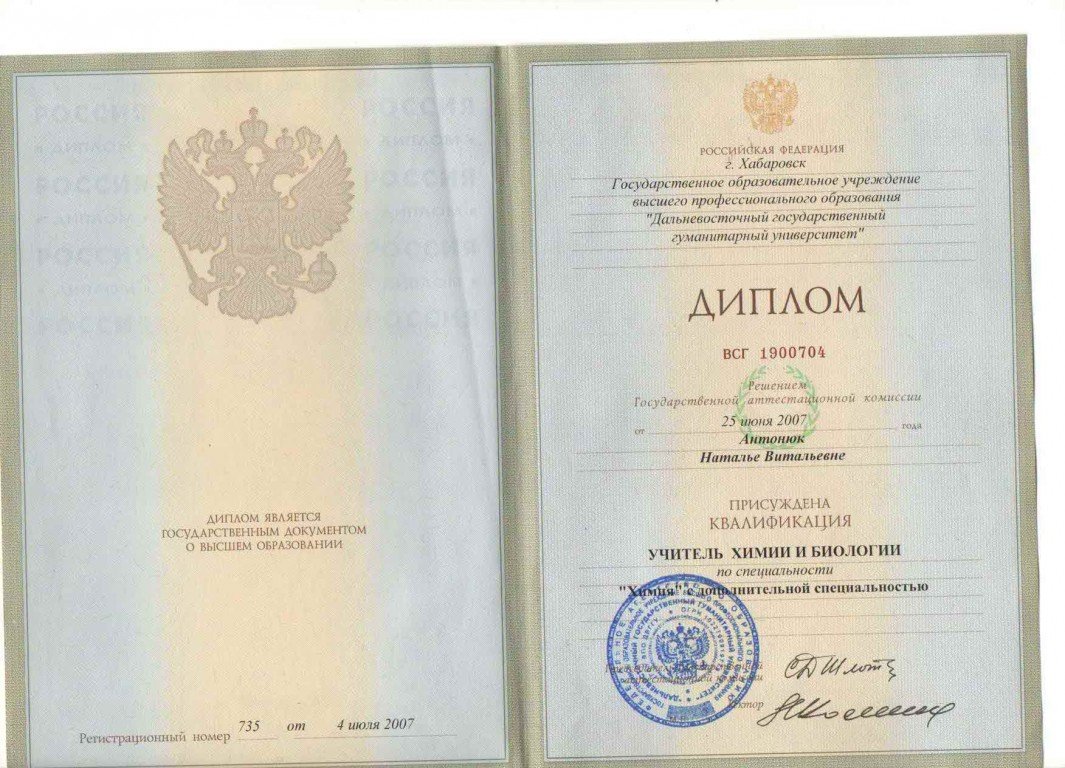 РОССИЯ РОССИЯ
РОССИЯ РОССИЯ
РОССИЯ РОССИЯ
РОССИЯ РОССИЯ
ДИПЛОМ ЯВЛЯЕТСЯ
ГОСУДАРСТВЕННЫМ ДОКУМЕНТОМ
О ВЫСШЕМ ОБРАЗОВАНИИ
Регистрационный номер 735 от 4 июля 2007
РОССИЙСКАЯ ФЕДЕРАЦИЯ
г. Хабаровск
Государственное образовательное учреждение
высшего профессионального образования
"Дальневосточный государственный
гуманитарный университет"
ДИПЛОМ
ВСГ 1900704
Решением
Государственной аттестационной комиссии
от 25 июня 2007 года
Антонюк
Наталье Витальевне
ПРИСУЖДЕНА
КВАЛИФИКАЦИЯ
УЧИТЕЛЬ ХИМИИ И БИОЛОГИИ
по специальности
"Химия" с дополнительной специальностью